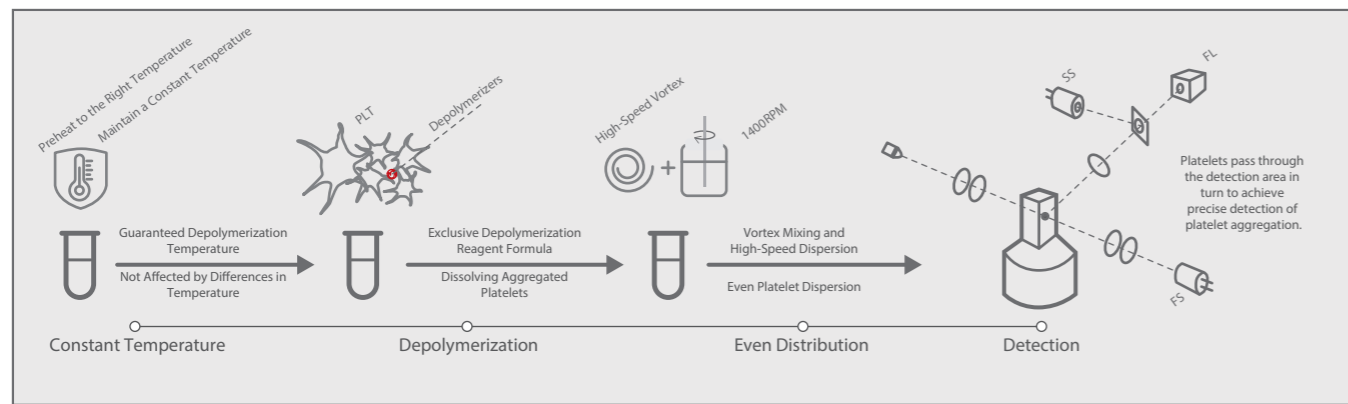 Preheat to the Right Temperature
Maintain a Constant Temperature
PLT
Depolymerizers
High-Speed Vortex
+
1400RPM
SS
FL
Platelets pass through
the detection area in
turn to achieve
precise detection of
platelet aggregation.
Guaranteed Depolymerization
Temperature
Not Affected by Differences in
Temperature
Exclusive Depolymerization
Reagent Formula
Dissolving Aggregated
Platelets
Vortex Mixing and
High-Speed Dispersion
Even Platelet Dispersion
FS
Constant Temperature
Depolymerization
Even Distribution
Detection